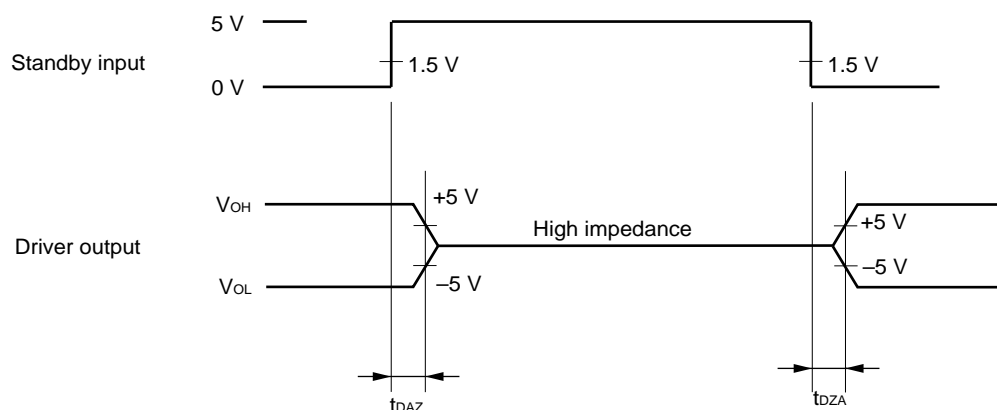 5 V
Standby input
1.5 V
1.5 V
0 V
VOH
+5 V
High impedance
+5 V
Driver output
–5 V
–5 V
VOL
tDAZ
tDZA